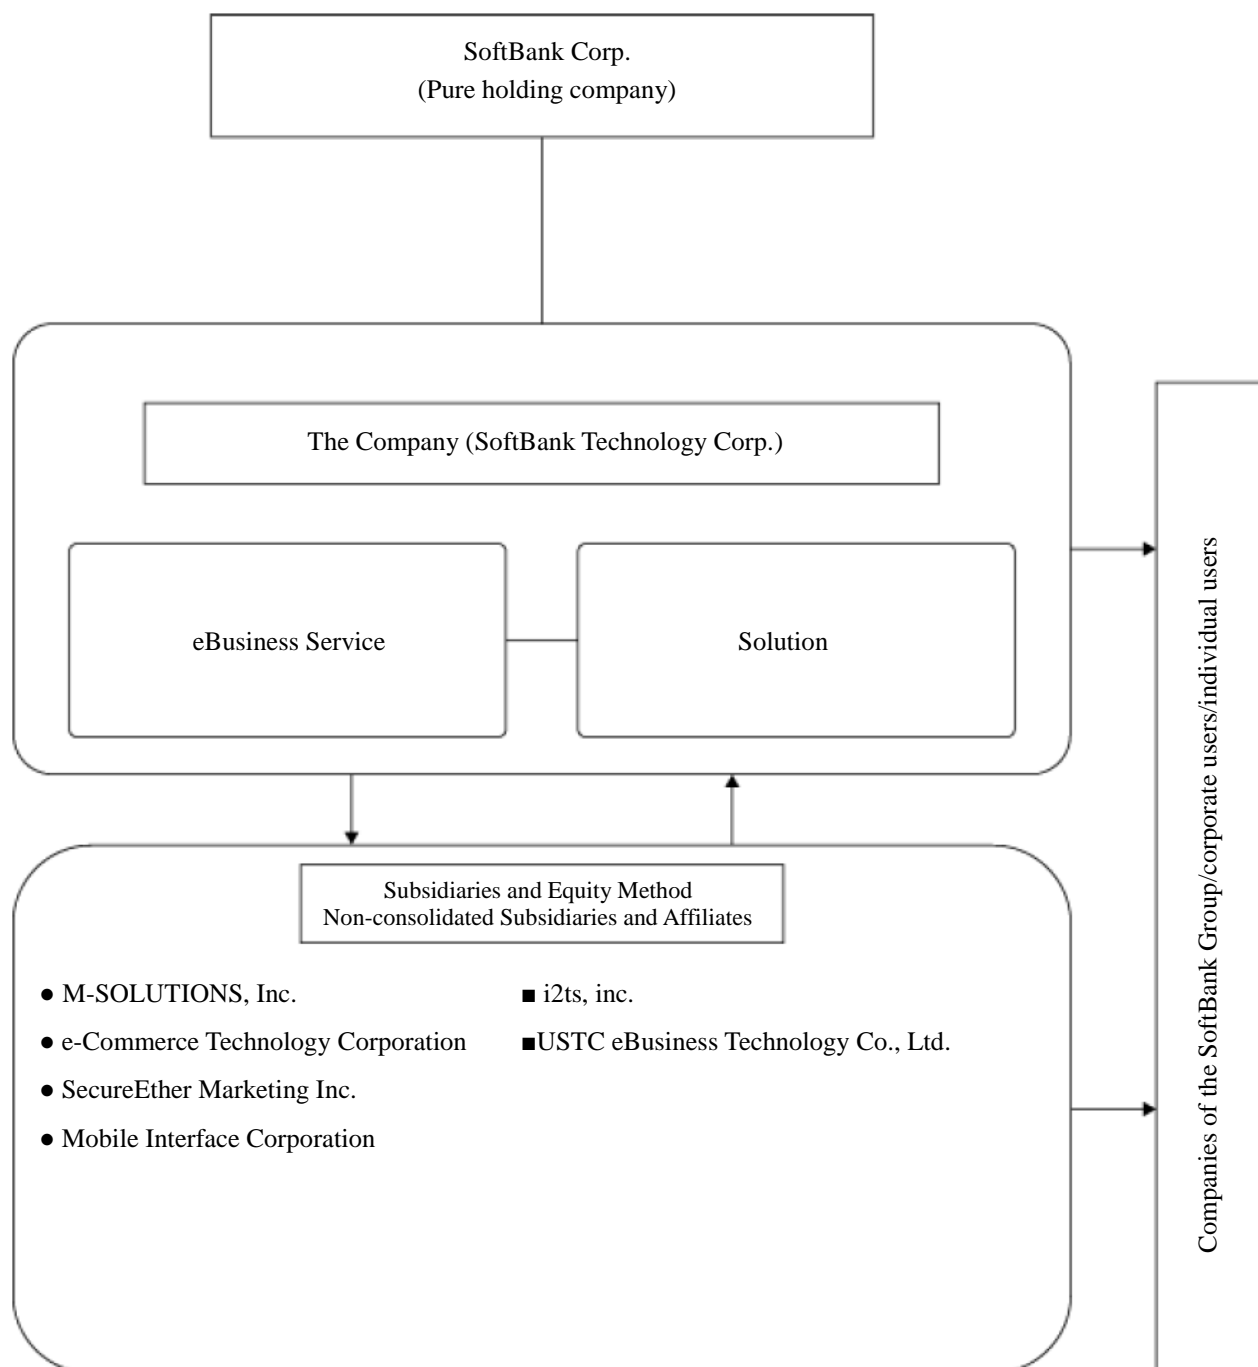 SoftBank Corp.
(Pure holding company)
The Company (SoftBank Technology Corp.)
eBusiness Service
Solution
Companies of the SoftBank Group/corporate users/individual users
Subsidiaries and Equity Method
Non-consolidated Subsidiaries and Affiliates
● M-SOLUTIONS, Inc.
● e-Commerce Technology Corporation
● SecureEther Marketing Inc.
● Mobile Interface Corporation
■ i2ts, inc.
■USTC eBusiness Technology Co., Ltd.